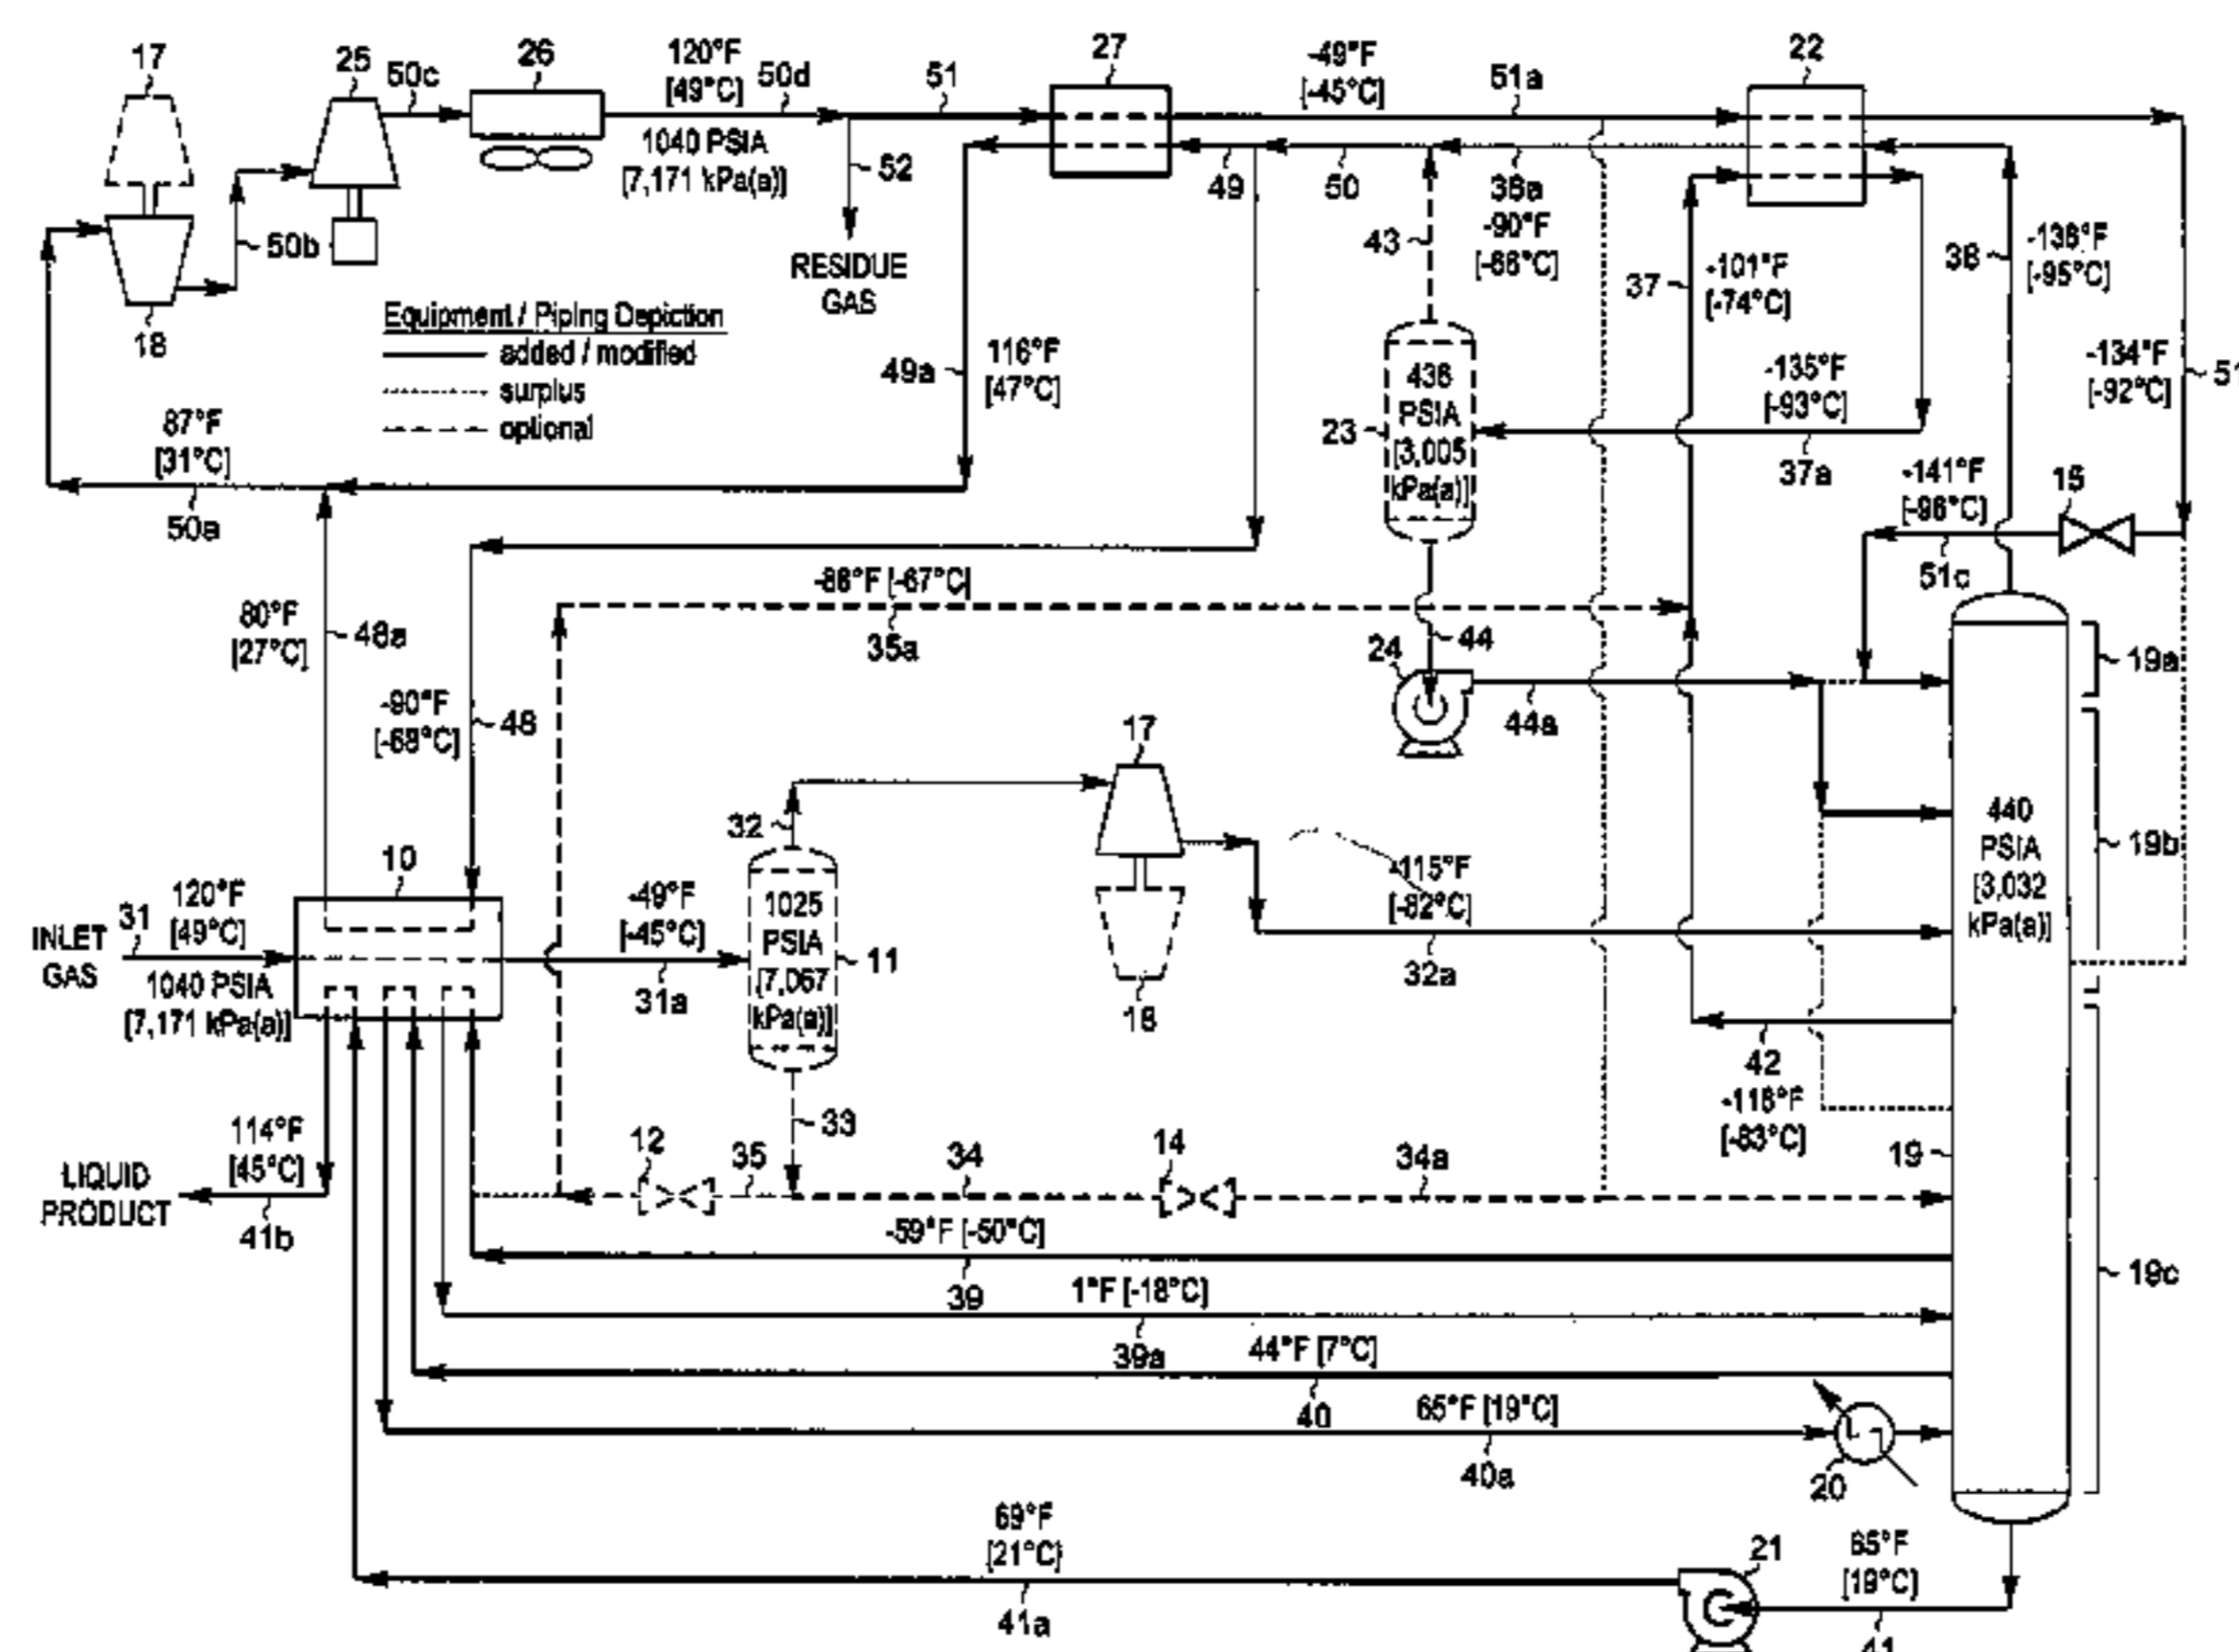 17
25
50c
26
120°F
[49°C]
50d
51
27
-49°F
[-45°C]
51a
22
1040 PSIA
[7,171 kPa(a)]
52
RESIDUE
GAS
50b
18
49
50
38a
-90°F
[-68°C]
43
37
-101°F
[-74°C]
38
-136°F
[-95°C]
Equipment / Piping Depiction
added / modified
surplus
optional
49a
116°F
[47°C]
436
PSIA
[3,005
kPa(a)]
23
-135°F
[-93°C]
37a
-134°F
[-92°C]
87°F
[31°C]
50a
-141°F
[-96°C]
15
51c
80°F
[27°C]
48a
35a
24
44
44a
19a
-90°F
[-68°C]
48
17
32
440
PSIA
[3,032
kPa(a)]
19b
10
INLET
GAS
31
120°F
[49°C]
1040 PSIA
[7,171 kPa(a)]
-49°F
[-45°C]
31a
1025
PSIA
[7,067
kPa(a)]
11
18
-115°F
[-82°C]
32a
42
[-83°C]
114°F
[45°C]
LIQUID
PRODUCT
41b
12
35
33
34
14
34a
19
-59°F [-50°C]
39
1°F [-18°C]
39a
19c
44°F [7°C]
40
65°F [19°C]
40a
20
69°F
[21°C]
41a
21
65°F
[19°C]
41